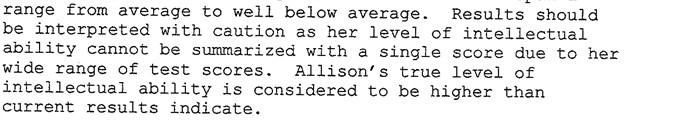 range from average to well below average.  Results should
be interpreted with caution as her level of intellectual
ability cannot be summarized with a single score due to her
wide range of test scores.  Allison's true level of
intellectual ability is considered to be higher than
current results indicate.